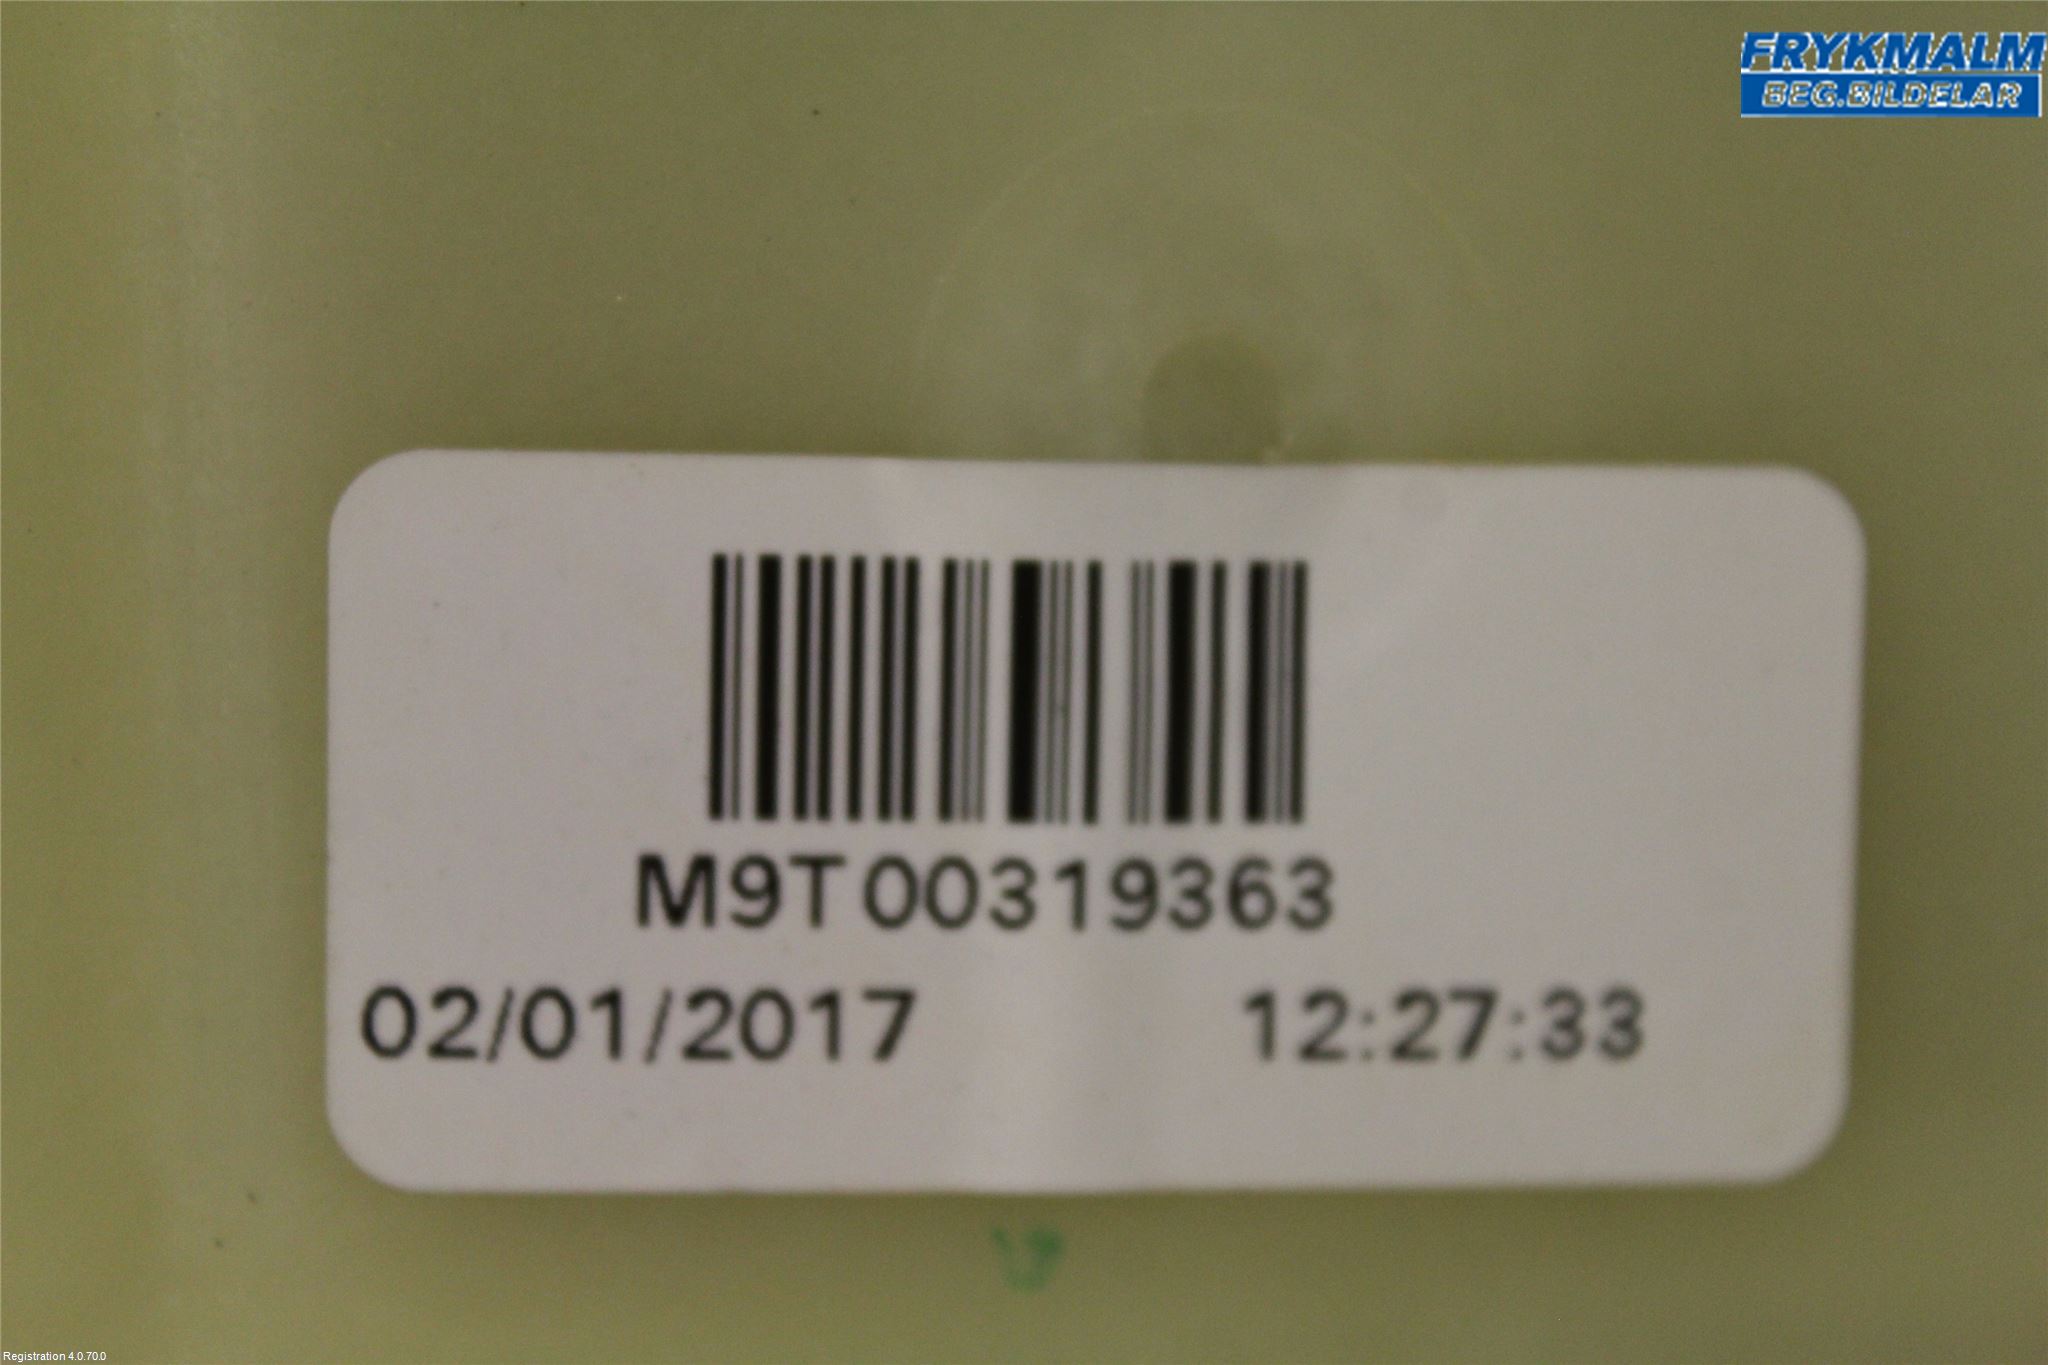 FRYKMALM
BEG.BILDELAR
M9T00319363
02/01/2017 12:27:33
Registration 4.0.70.0